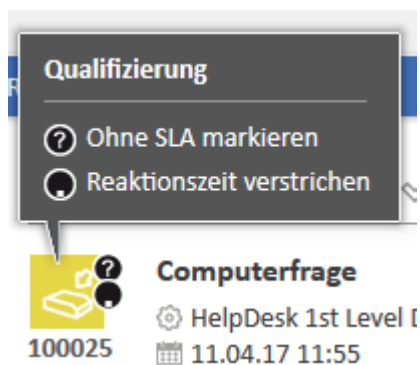 Qualifizierung
Ohne SLA markieren
Reaktionszeit verstrichen
Computerfrage
HelpDesk 1st Level
100025
11.04.17 11:55